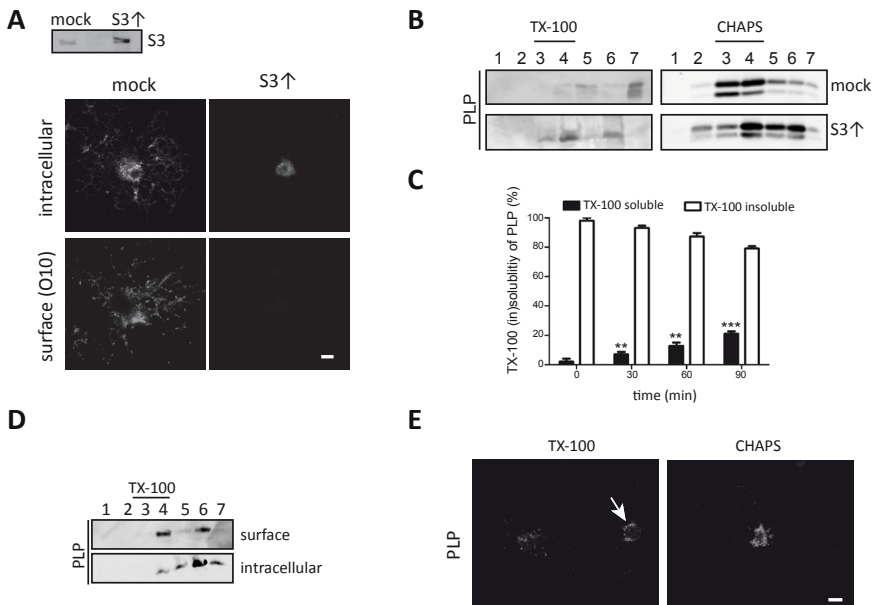 A
mock S3↑
S3
mock S3↑
intracellular
surface (O10)
B
TX-100 CHAPS
1 2 3 4 5 6 7 1 2 3 4 5 6 7
PLP
mock
S3↑
C
TX-100 soluble TX-100 insoluble
TX-100 (in)solublitiy of PLP (%)
100
80
60
40
20
0
** ** ***
0 30 60 90
time (min)
D
TX-100
1 2 3 4 5 6 7
PLP
surface
intracellular
E
TX-100 CHAPS
PLP